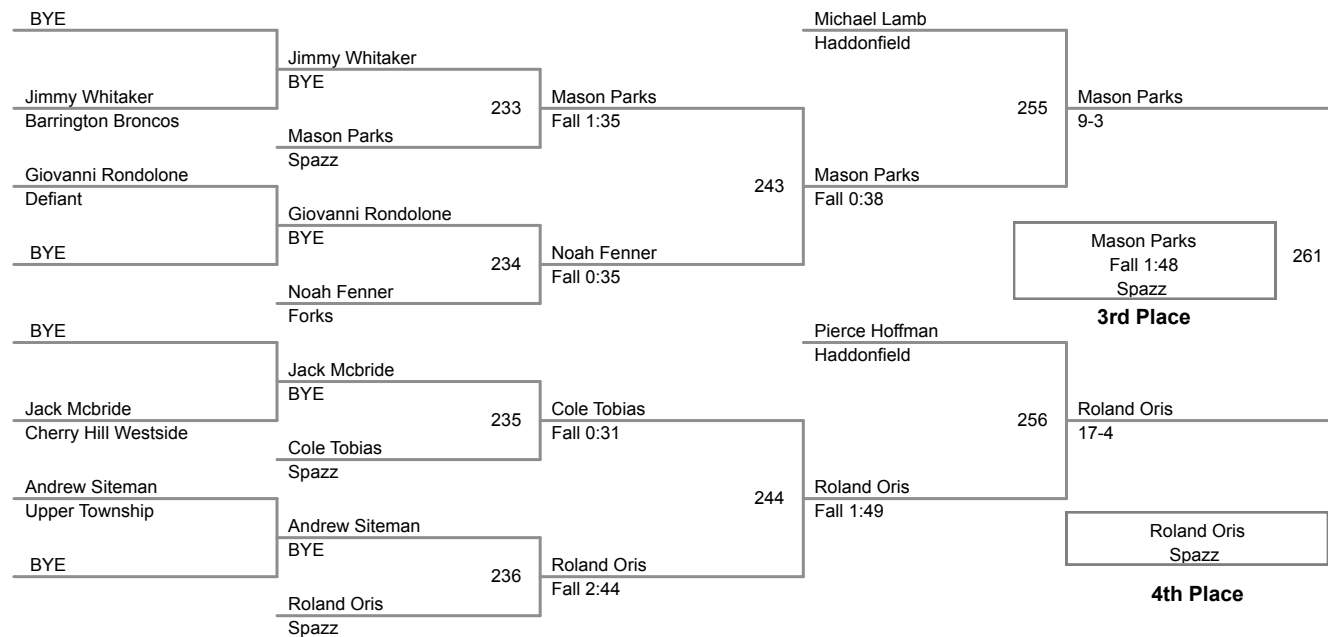 BYE
Jimmy Whitaker
Barrington Broncos
Giovanni Rondolone
Defiant
BYE
BYE
Jack Mcbride
Cherry Hill Westside
Andrew Siteman
Upper Township
BYE
Jimmy Whitaker
BYE
233
Mason Parks
Spazz
Giovanni Rondolone
BYE
234
Noah Fenner
Forks
Jack Mcbride
BYE
235
Cole Tobias
Spazz
Andrew Siteman
BYE
236
Roland Oris
Spazz
Mason Parks
Fall 1:35
243
Noah Fenner
Fall 0:35
Cole Tobias
Fall 0:31
244
Roland Oris
Fall 2:44
Michael Lamb
Haddonfield
255
Mason Parks
Fall 0:38
Pierce Hoffman
Haddonfield
256
Roland Oris
Fall 1:49
Mason Parks
9-3
Mason Parks
Fall 1:48
Spazz
261
3rd Place
Roland Oris
17-4
Roland Oris
Spazz
4th Place